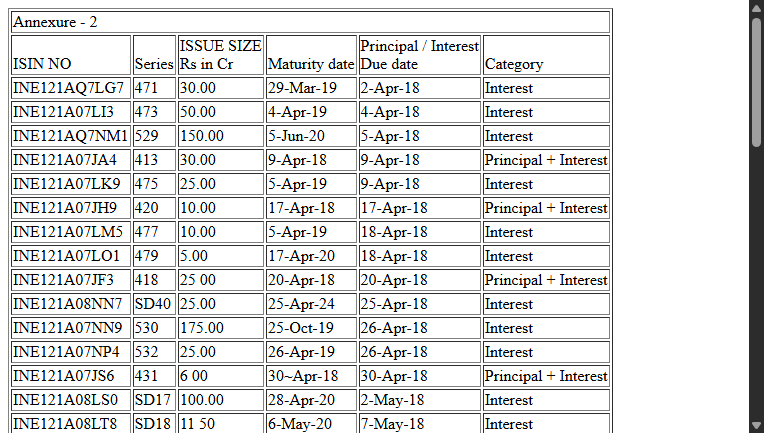 Annexure - 2
ISIN NO Series ISSUE SIZE Rs in Cr Maturity date Principal / Interest Due date Category
INE121AQ7LG7 471 30.00 29-Mar-19 2-Apr-18 Interest
INE121A07LI3 473 50.00 4-Apr-19 4-Apr-18 Interest
INE121AQ7NM1 529 150.00 5-Jun-20 5-Apr-18 Interest
INE121A07JA4 413 30.00 9-Apr-18 9-Apr-18 Principal + Interest
INE121A07LK9 475 25.00 5-Apr-19 9-Apr-18 Interest
INE121A07JH9 420 10.00 17-Apr-18 17-Apr-18 Principal + Interest
INE121A07LM5 477 10.00 5-Apr-19 18-Apr-18 Interest
INE121A07LO1 479 5.00 17-Apr-20 18-Apr-18 Interest
INE121A07JF3 418 25 00 20-Apr-18 20-Apr-18 Principal + Interest
INE121A08NN7 SD40 25.00 25-Apr-24 25-Apr-18 Interest
INE121A07NN9 530 175.00 25-Oct-19 26-Apr-18 Interest
INE121A07NP4 532 25.00 26-Apr-19 26-Apr-18 Interest
INE121A07JS6 431 6 00 30~Apr-18 30-Apr-18 Principal + Interest
INE121A08LS0 SD17 100.00 28-Apr-20 2-May-18 Interest
INE121A08LT8 SD18 11 50 6-May-20 7-May-18 Interest